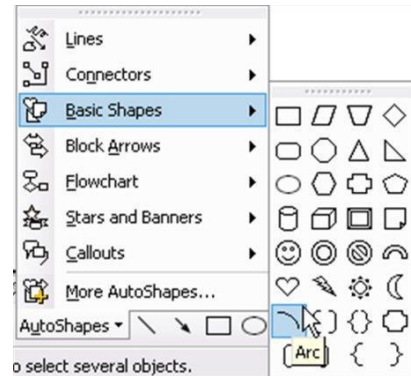 Lines
Connectors
Basic Shapes
Block Arrows
Flowchart
Stars and Banners
Callouts
More AutoShapes...
AutoShapes
Arc
o select several objects.